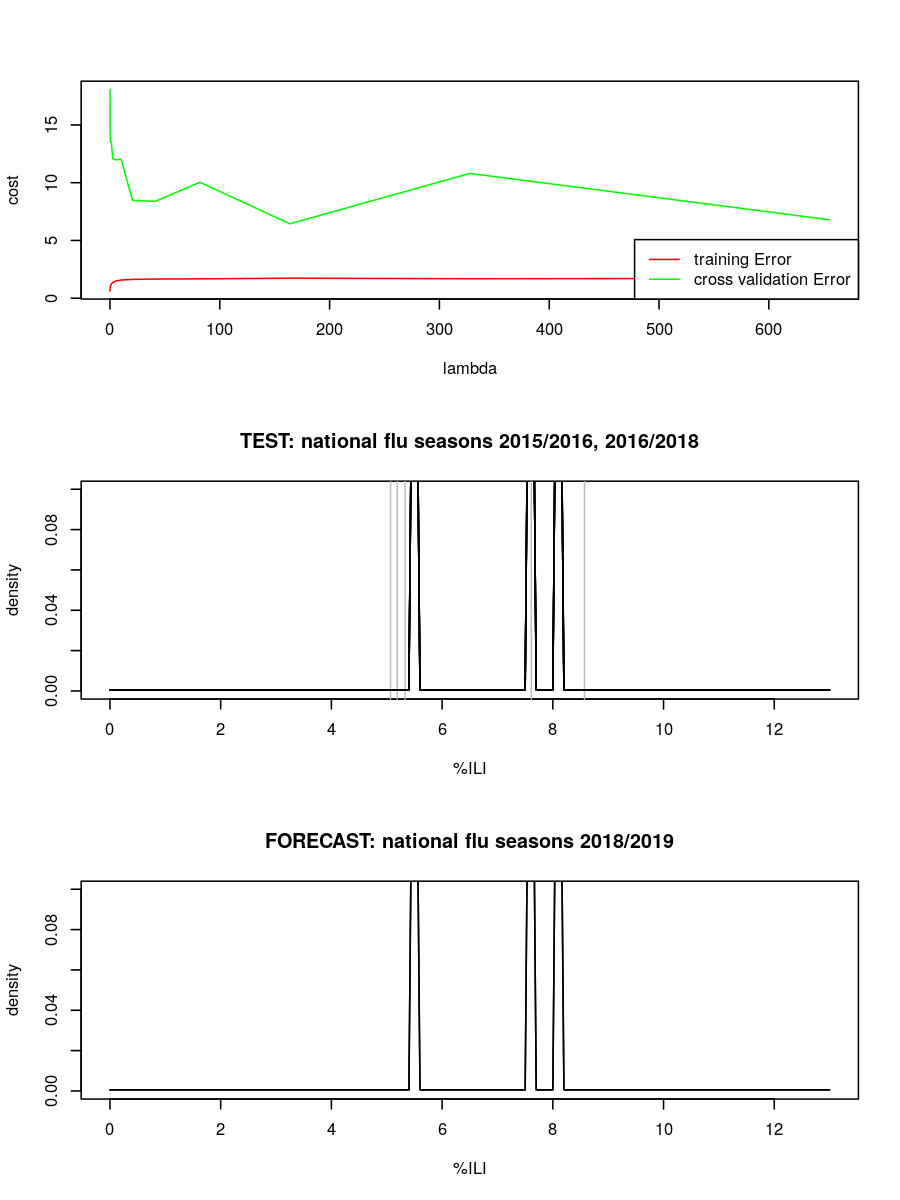 15
10
5
0
cost
training Error
cross validation Error
0 100 200 300 400 500 600
lambda
TEST: national flu seasons 2015/2016, 2016/2018
0.08
0.04
0.00
density
0 2 4 6 8 10 12
%ILI
FORECAST: national flu seasons 2018/2019
0.08
0.04
0.00
density
0 2 4 6 8 10 12
%ILI